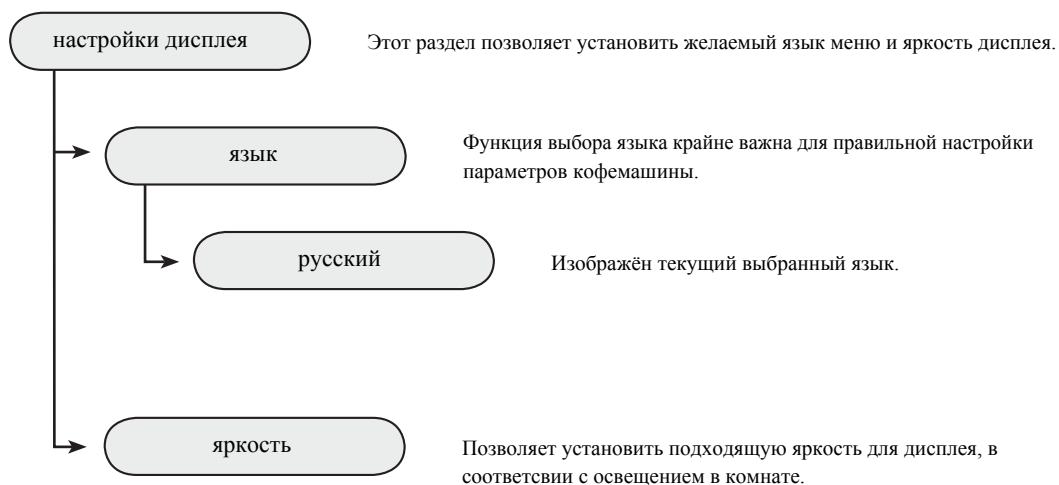 настройки дисплея
Этот раздел позволяет установить желаемый язык меню и яркость дисплея.
язык
Функция выбора языка крайне важна для правильной настройки
параметров кофемашины.
русский
Изображён текущий выбранный язык.
яркость
Позволяет установить подходящую яркость для дисплея, в
соответсвии с освещением в комнате.